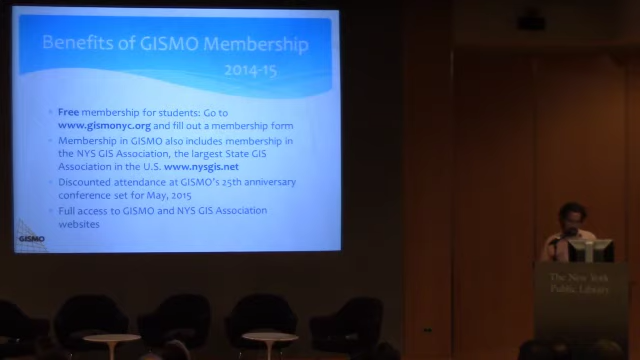 Benefits of GISMO Membership
2014-15
Free membership for students: Go to
www.gismonyc.org and fill out a membership form
Membership in GISMO also includes membership in
the NYS GIS Association, the largest State GIS
Association in the U.S. www.nysgis.net
Discounted attendance at GISMO's 25th anniversary
conference set for May, 2015
Full access to GISMO and NYS GIS Association
websites
GISMO
The New York
Public Library